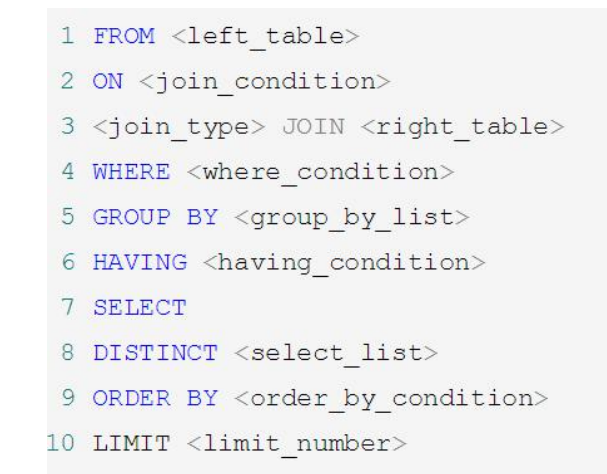 1 FROM <left_table>
2 ON <join_condition>
3 <join_type> JOIN <right_table>
4 WHERE <where_condition>
5 GROUP BY <group_by_list>
6 HAVING <having_condition>
7 SELECT
8 DISTINCT <select_list>
9 ORDER BY <order_by_condition>
10 LIMIT <limit_number>